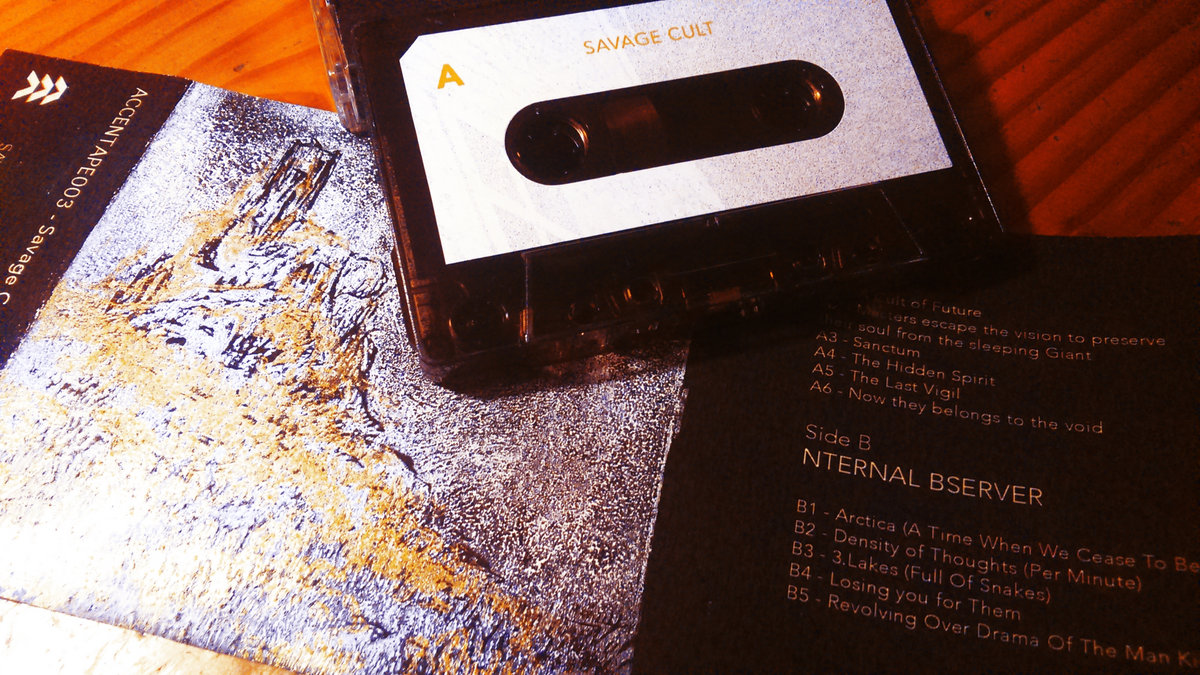 SAVAGE CULT
A
ACCENTAPE003 - Savage C
of Future
escape the vision to preserve
soul from the sleeping Giant
A3 - Sanctum
A4 - The Hidden Spirit
A5 - The Last Vigil
A6 - Now they belongs to the void
Side B
NTERNAL BSERVER
B1 - Arctica (A Time When We Cease To Be
B2 - Density of Thoughts (Per Minute)
B3 - 3.Lakes (Full Of Snakes)
B4 - Losing you for Them
B5 - Revolving Over Drama Of The Man